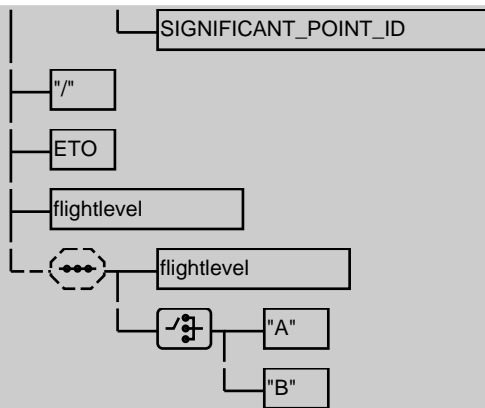 SIGNIFICANT_POINT_ID
"/"
ETO
flightlevel
flightlevel
"A"
"B"